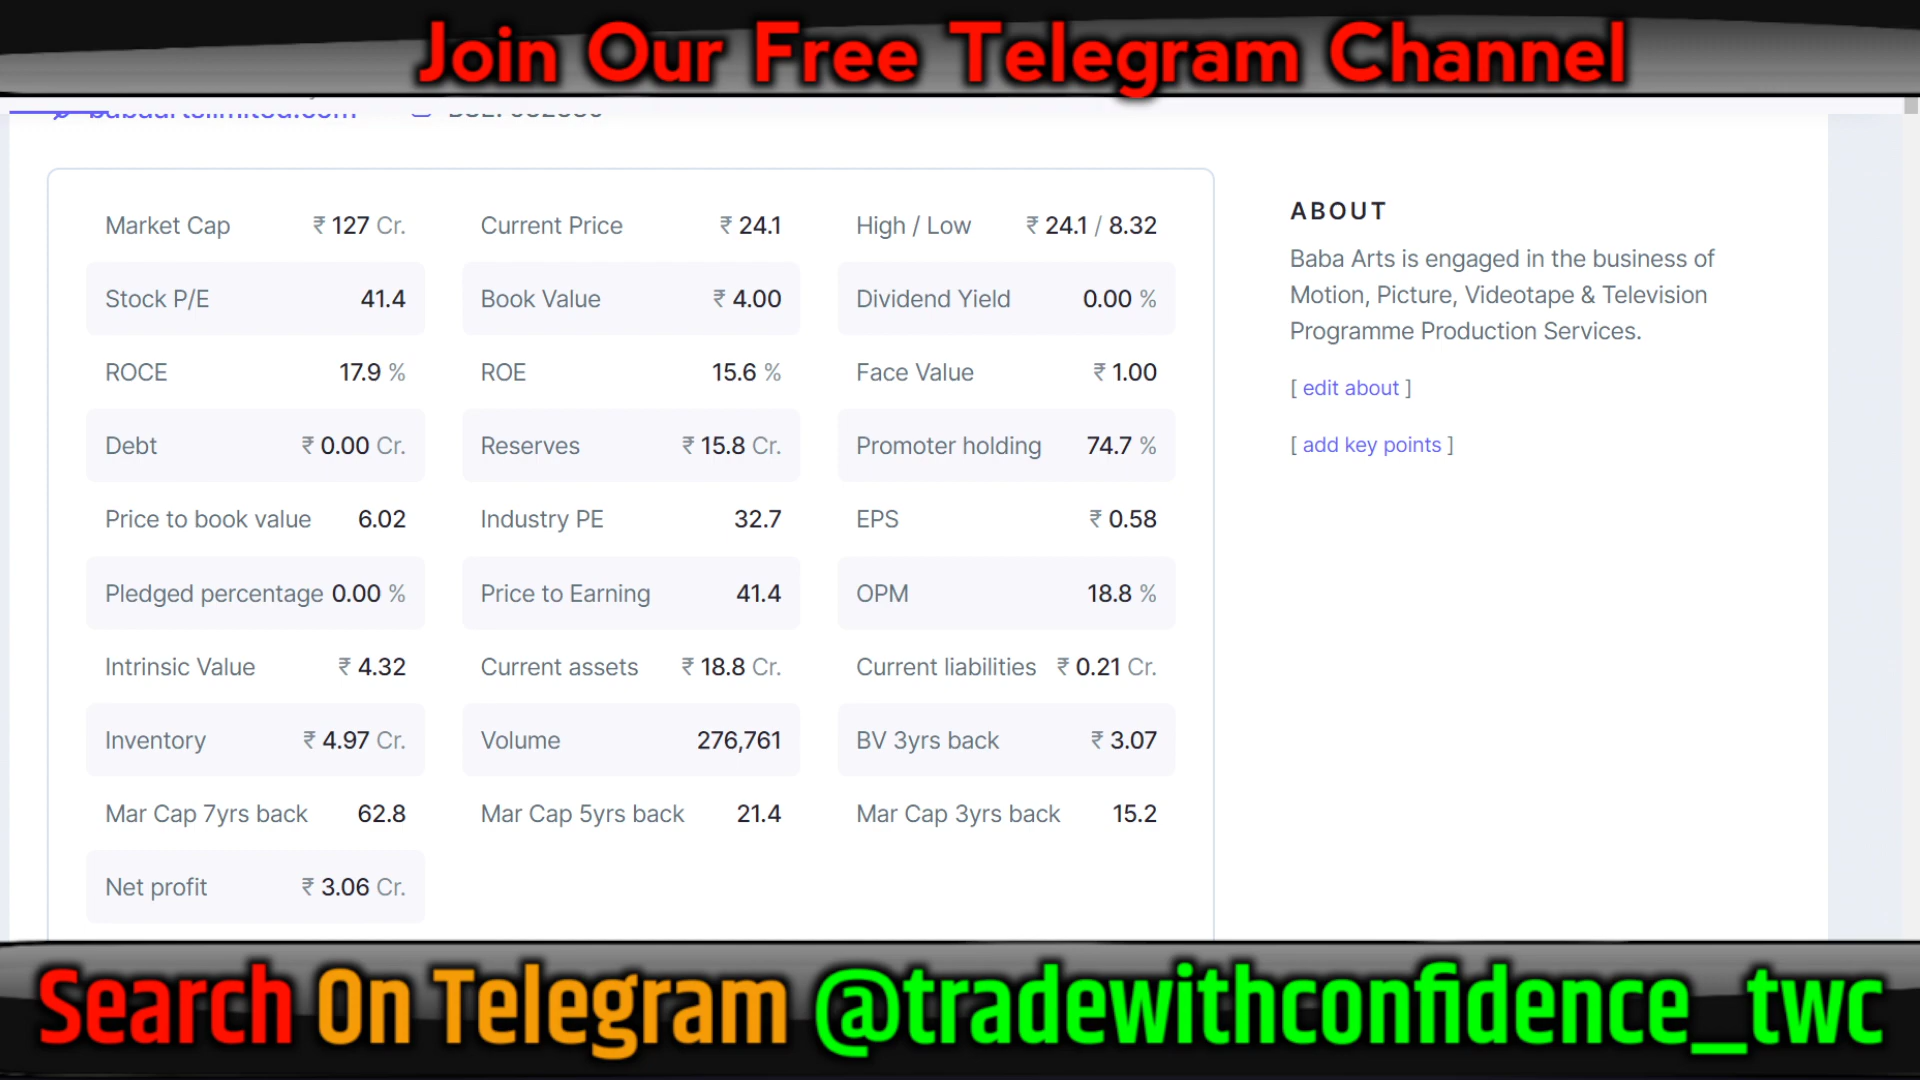 Join Our Free Telegram Channel
Market Cap ₹ 127 Cr.
Current Price ₹ 24.1
High / Low ₹ 24.1 / 8.32
Stock P/E 41.4
Book Value ₹ 4.00
Dividend Yield 0.00 %
ROCE 17.9 %
ROE 15.6 %
Face Value ₹ 1.00
Debt ₹ 0.00 Cr.
Reserves ₹ 15.8 Cr.
Promoter holding 74.7 %
Price to book value 6.02
Industry PE 32.7
EPS ₹ 0.58
Pledged percentage 0.00 %
Price to Earning 41.4
OPM 18.8 %
Intrinsic Value ₹ 4.32
Current assets ₹ 18.8 Cr.
Current liabilities ₹ 0.21 Cr.
Inventory ₹ 4.97 Cr.
Volume 276,761
BV 3yrs back ₹ 3.07
Mar Cap 7yrs back 62.8
Mar Cap 5yrs back 21.4
Mar Cap 3yrs back 15.2
Net profit ₹ 3.06 Cr.
ABOUT
Baba Arts is engaged in the business of
Motion, Picture, Videotape & Television
Programme Production Services.
[ edit about ]
[ add key points ]
Search On Telegram @tradewithconfidence_twc